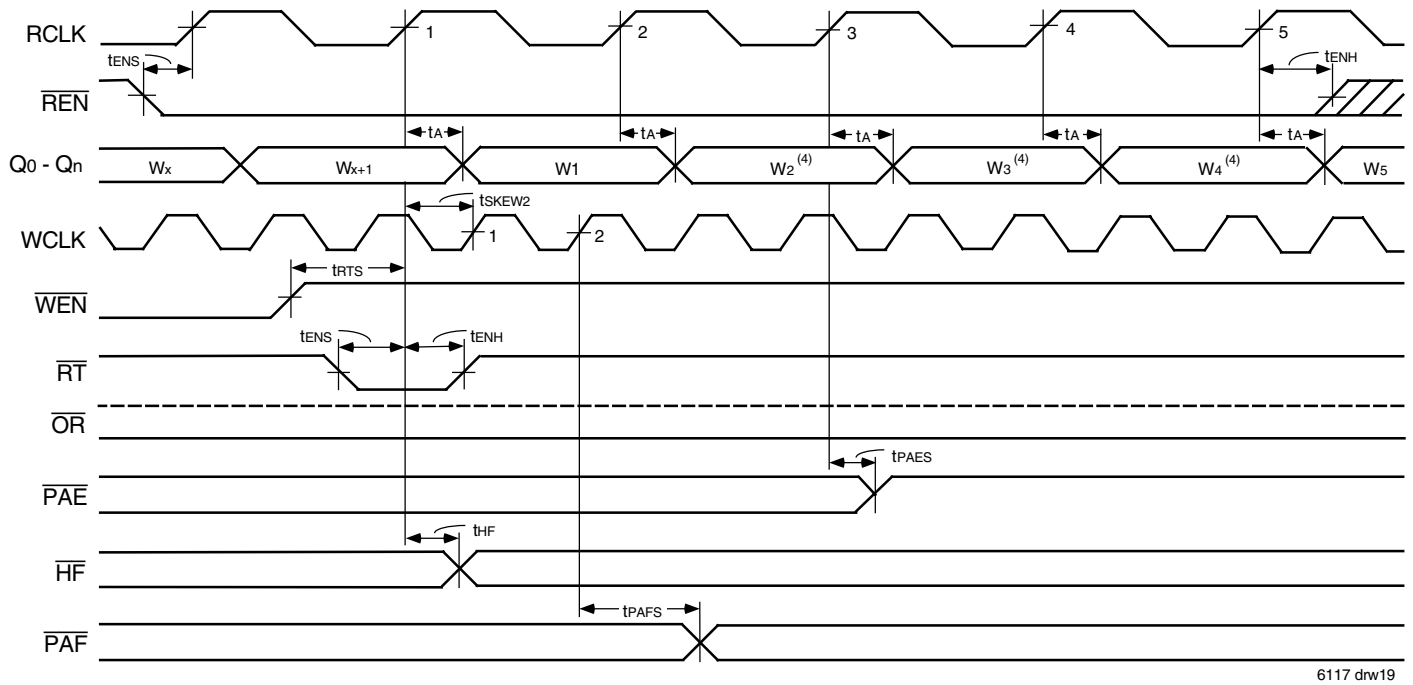 RCLK 1 2 3 4 5
tENS tENH
REN
tA tA tA tA tA
Q0 - Qn Wx Wx+1 W1 W2 (4) W3 (4) W4 (4) W5
tSKEW2
WCLK 1 2
tRTS
WEN
tENS tENH
RT
OR
tPAES
PAE
tHF
HF
tPAFS
PAF
6117 drw19